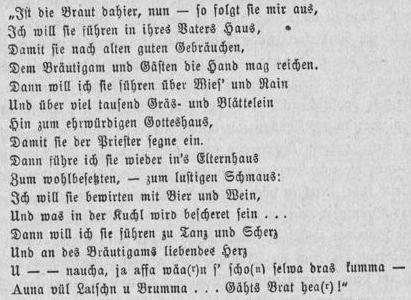 „Ist die Braut dahier, nun — so folgt sie mir aus,
Ich will sie führen in ihres Vaters Haus,
Damit sie nach alten guten Gebräuchen,
Dem Bräutigam und Gästen die Hand mag reichen.
Dann will ich sie führen über Wies' und Rain
Und über viel tausend Gräs- und Blättelein
Hin zum ehrwürdigen Gotteshaus,
Damit sie der Priester segne ein.
Dann führe ich sie wieder in's Elternhaus
Zum wohlbesetzten, — zum lustigen Schmaus:
Ich will sie bewirten mit Bier und Wein,
Und was in der Kuchl wird bescheret sein . . .
Dann will ich sie führen zu Tanz und Scherz
Und an des Bräutigams liebendes Herz
U — — naucha, ja affa wäa(r)n s' scho(n) selwa dras kumma —
Auna vül Latschn u Brumma . . . Gähts Brat hea(r)!"